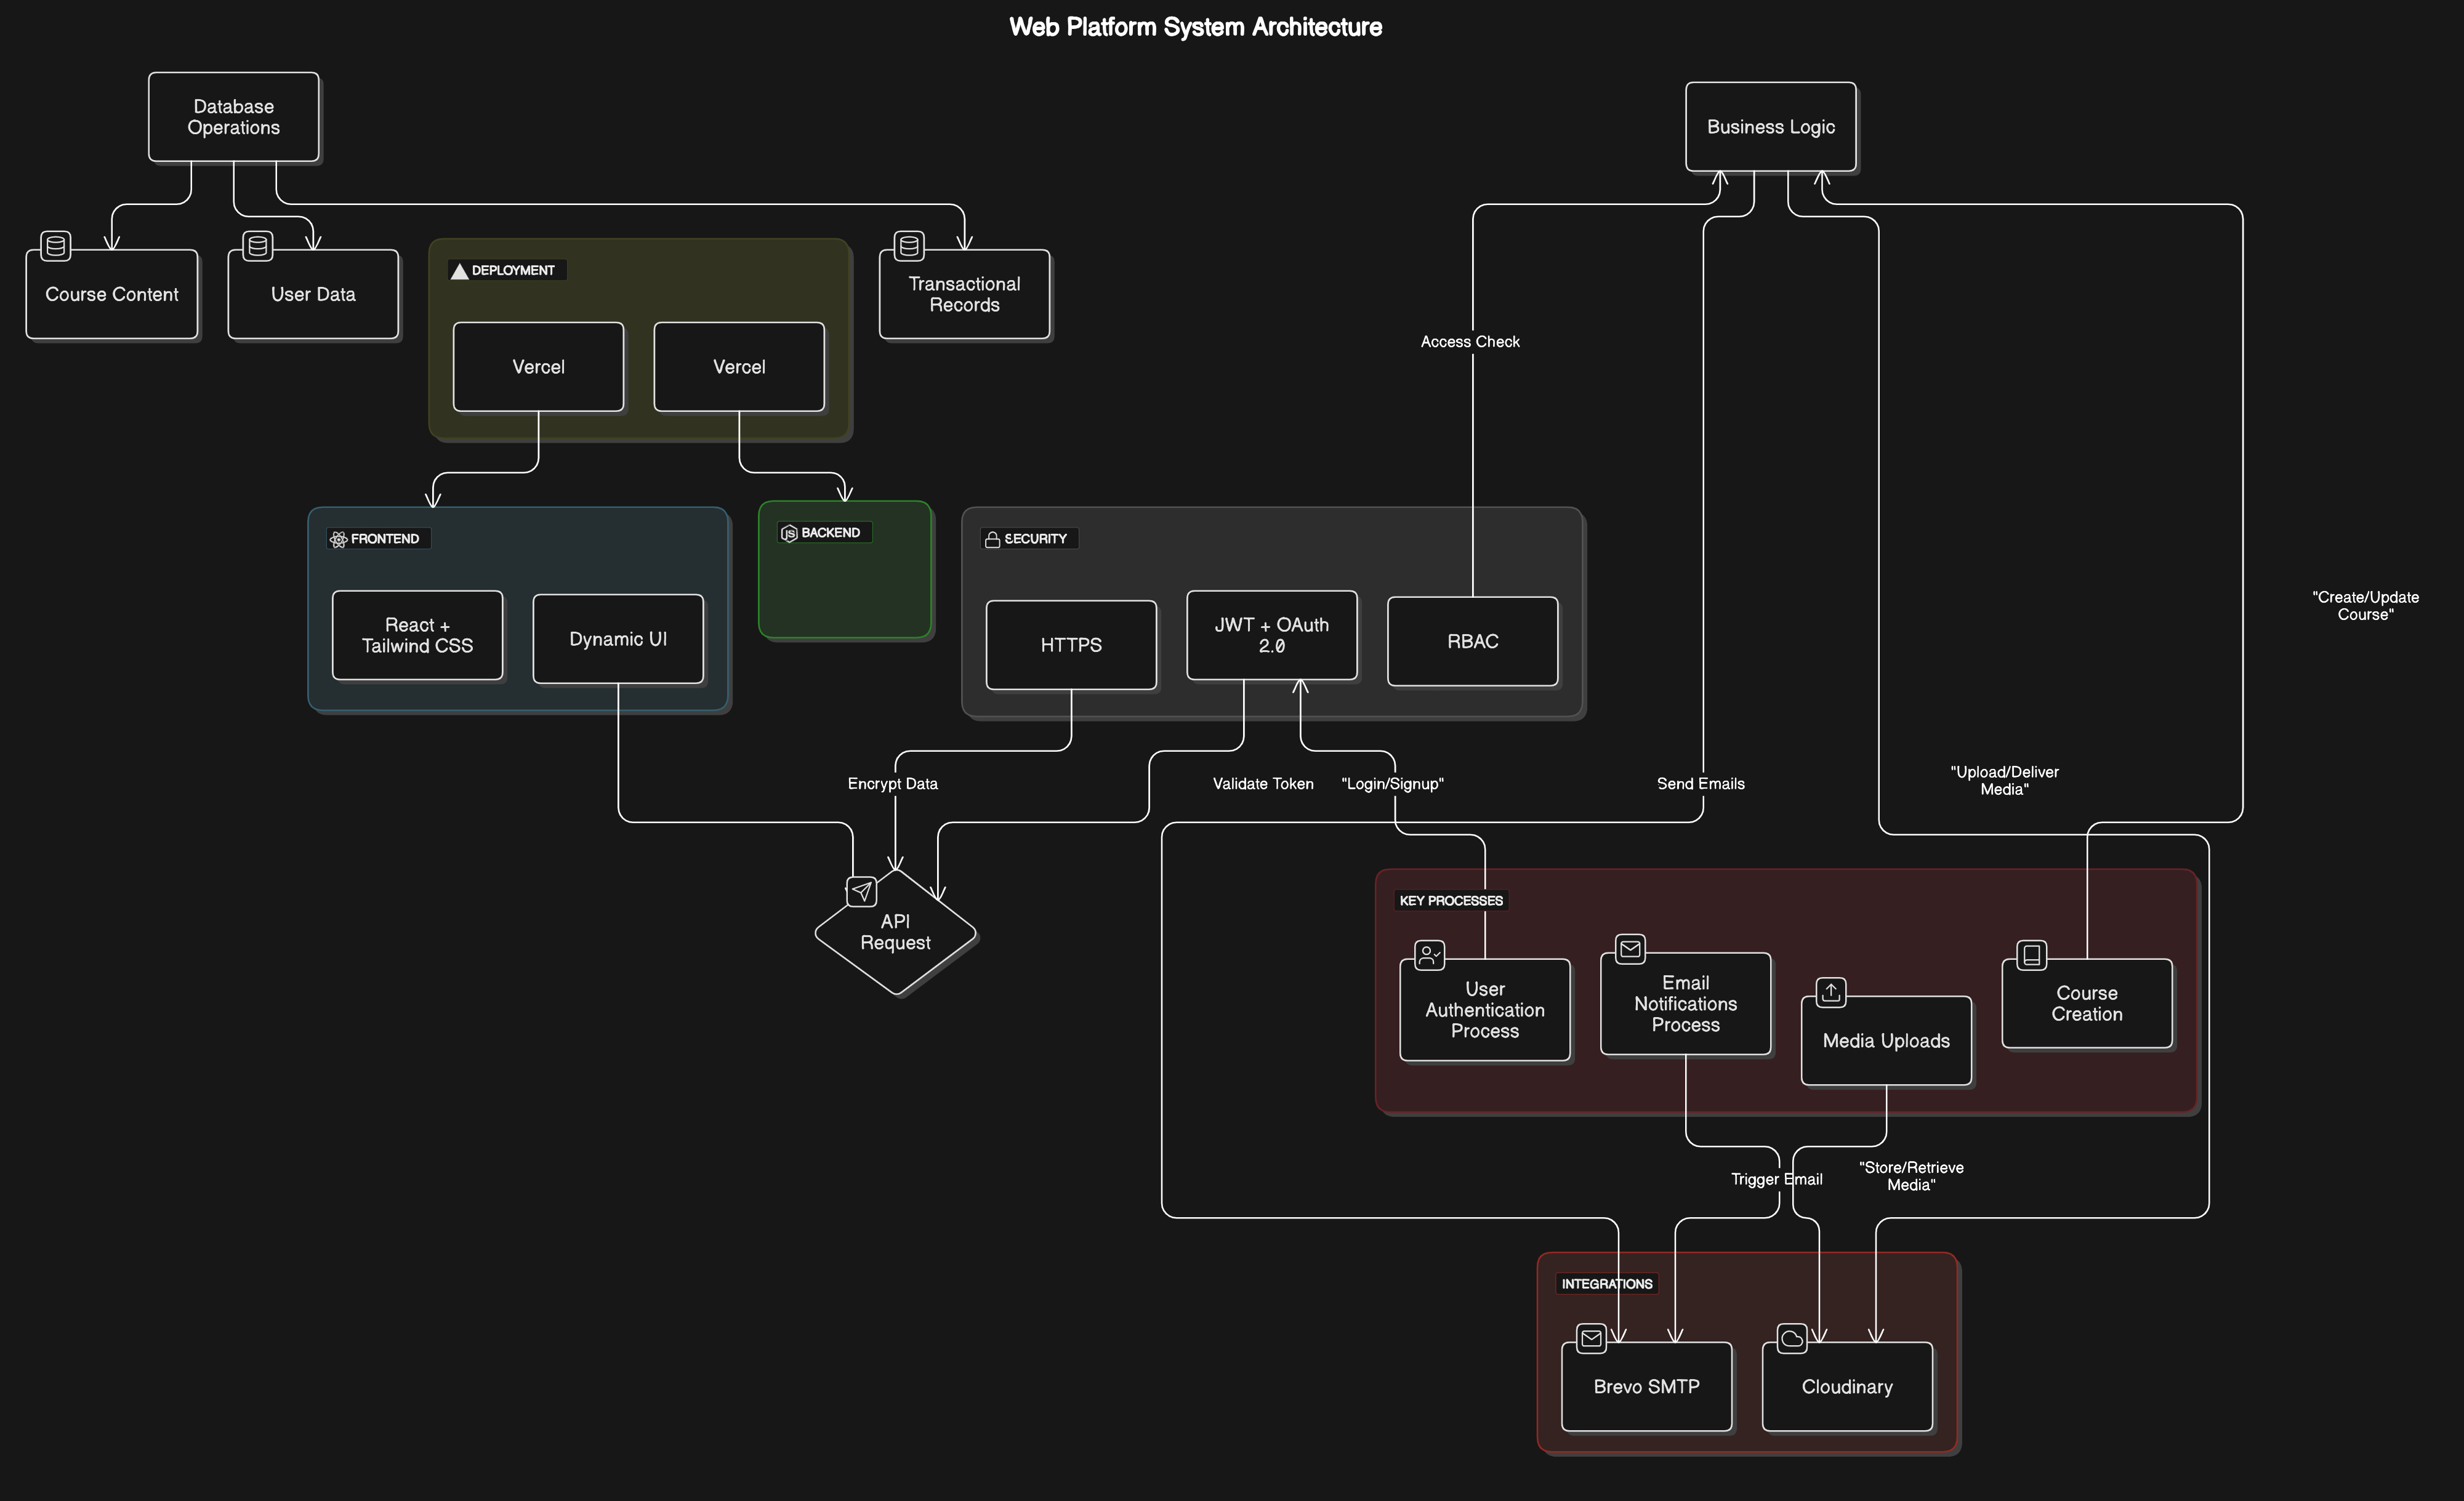 Web Platform System Architecture
Database
Operations
Business Logic
Course Content
User Data
DEPLOYMENT
Vercel
Vercel
Transactional
Records
Access Check
FRONTEND
React +
Tailwind CSS
Dynamic UI
JS BACKEND
SECURITY
HTTPS
JWT + OAuth
2.0
RBAC
"Create/Update
Course"
Encrypt Data
Validate Token
"Login/Signup"
Send Emails
"Upload/Deliver
Media"
API
Request
KEY PROCESSES
User
Authentication
Process
Email
Notifications
Process
Media Uploads
Course
Creation
Trigger Email
"Store/Retrieve
Media"
INTEGRATIONS
Brevo SMTP
Cloudinary